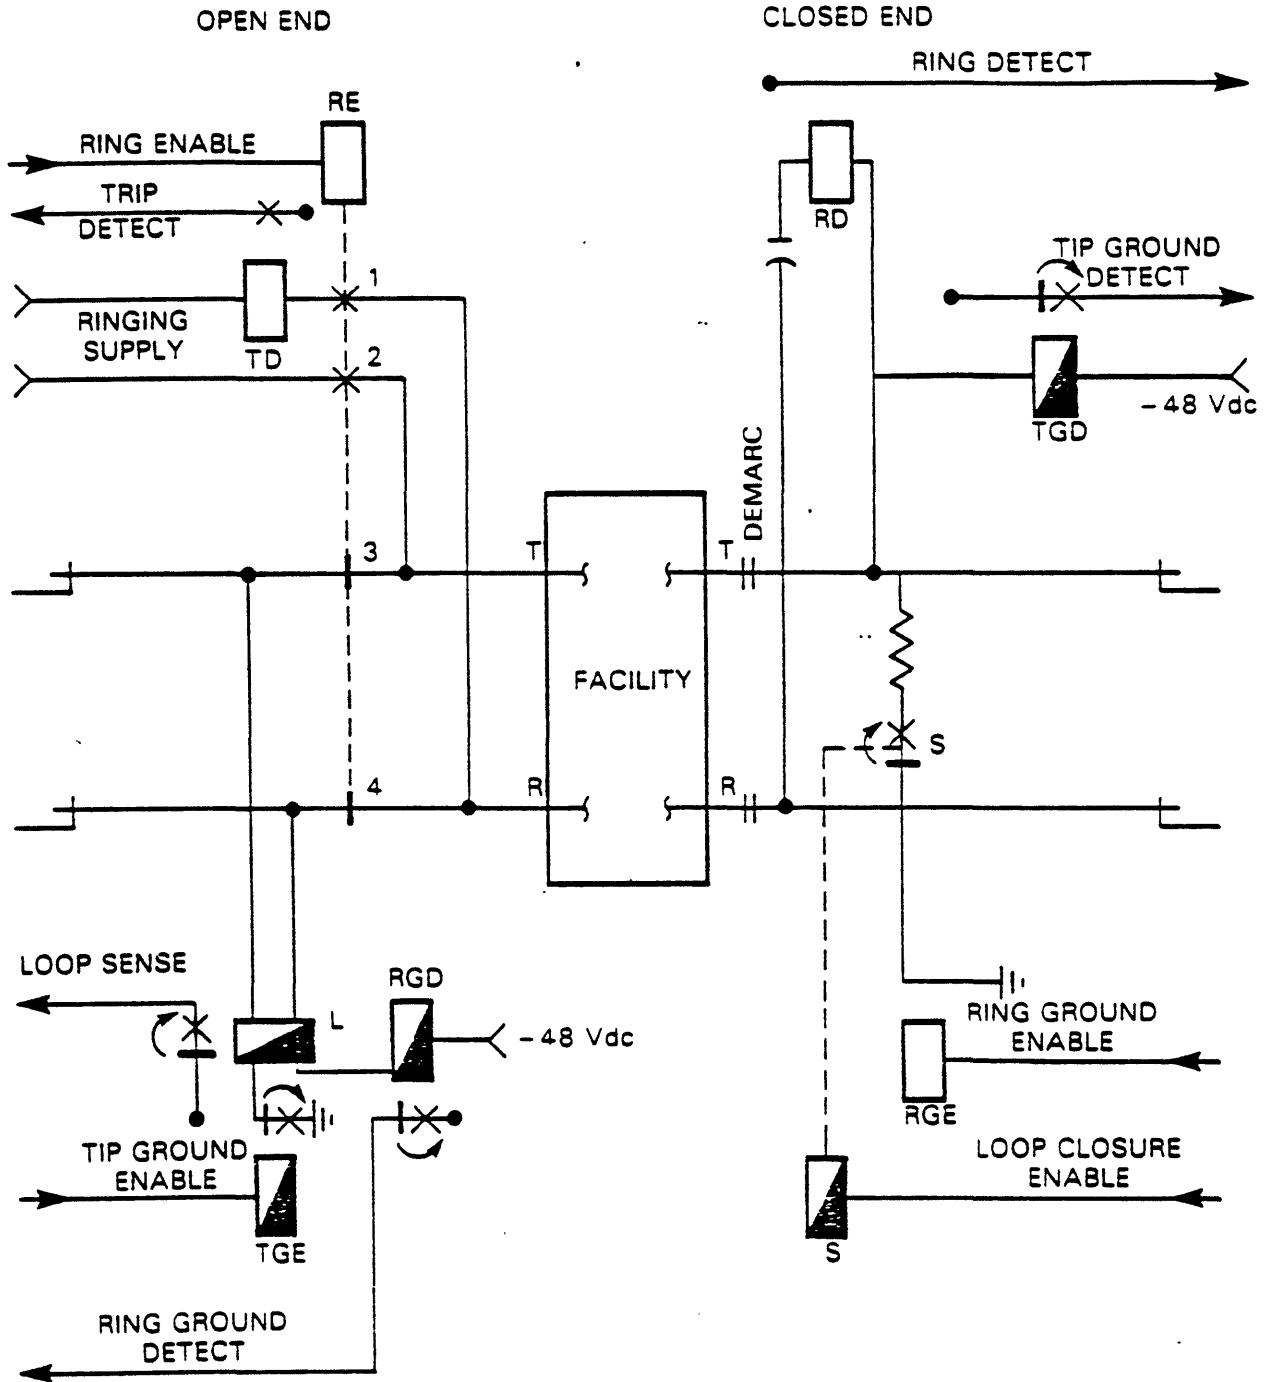 OPEN END
CLOSED END
RING DETECT
RE
RING ENABLE
TRIP
DETECT
RD
TIP GROUND
DETECT
1
RINGING
SUPPLY
TD
2
-48 Vdc
TGD
DEMARC
3
T
T
FACILITY
S
4
R
R
LOOP SENSE
RGD
L
-48 Vdc
RING GROUND
ENABLE
RGE
TIP GROUND
ENABLE
LOOP CLOSURE
ENABLE
TGE
S
RING GROUND
DETECT